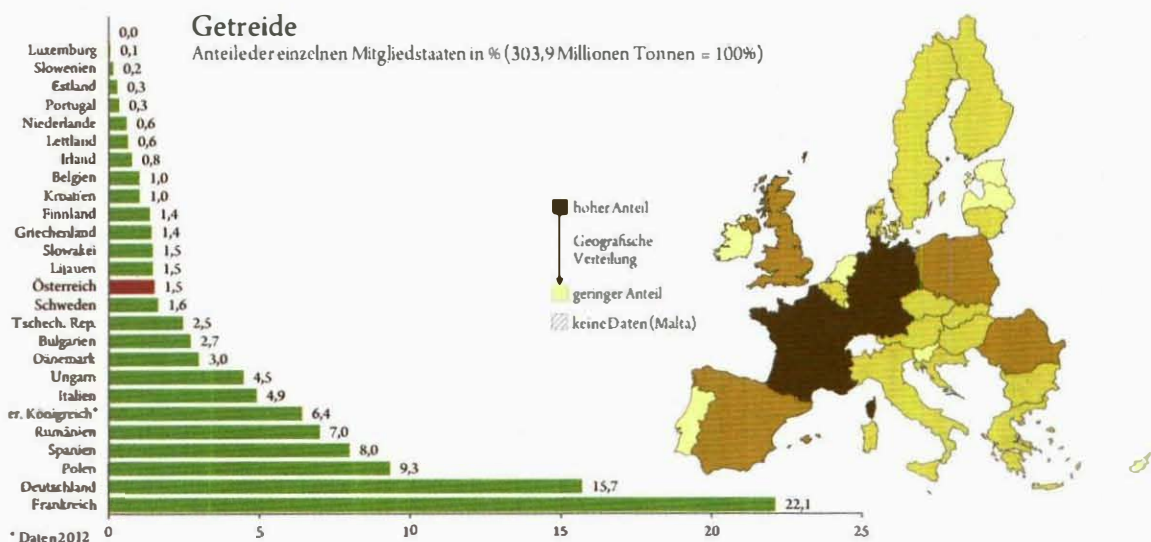 Getreide
Anteile der einzelnen Mitgliedstaaten in % (303,9 Millionen Tonnen = 100%)
0,0
Luxemburg 0,1
Slowenien 0,2
Estland 0,3
Portugal 0,3
Niederlande 0,6
Lettland 0,6
Irland 0,8
Belgien 1,0
Kroatien 1,0
Finnland 1,4
Griechenland 1,4
Slowakei 1,5
Litauen 1,5
Österreich 1,5
Schweden 1,6
Tschech. Rep. 2,5
Bulgarien 2,7
Dänemark 3,0
Ungarn 4,5
Italien 4,9
er. Königreich* 6,4
Rumänien 7,0
Spanien 8,0
Polen 9,3
Deutschland 15,7
Frankreich 22,1
0 5 10 15 20 25
* Daten 2012
hoher Anteil
Geografische
Verteilung
geringer Anteil
keine Daten (Malta)